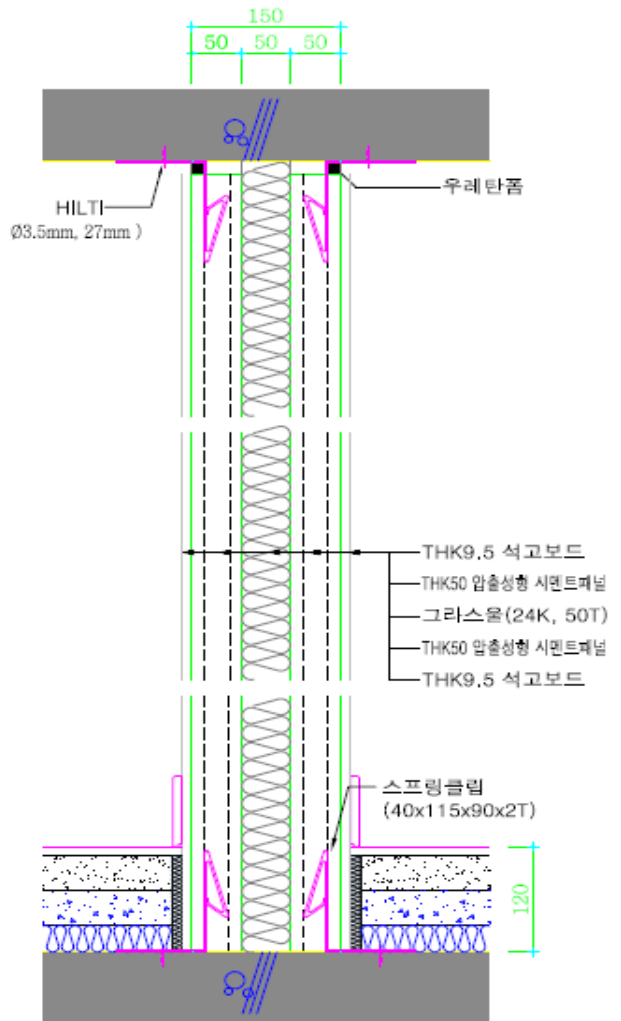 150
50 50 50
우레탄폼
HILTI
Ø3.5mm, 27mm )
THK9.5 석고보드
THK50 압출성형 시멘트패널
그라스울(24K, 50T)
THK50 압출성형 시멘트패널
THK9.5 석고보드
스프링클립
(40x115x90x2T)
120